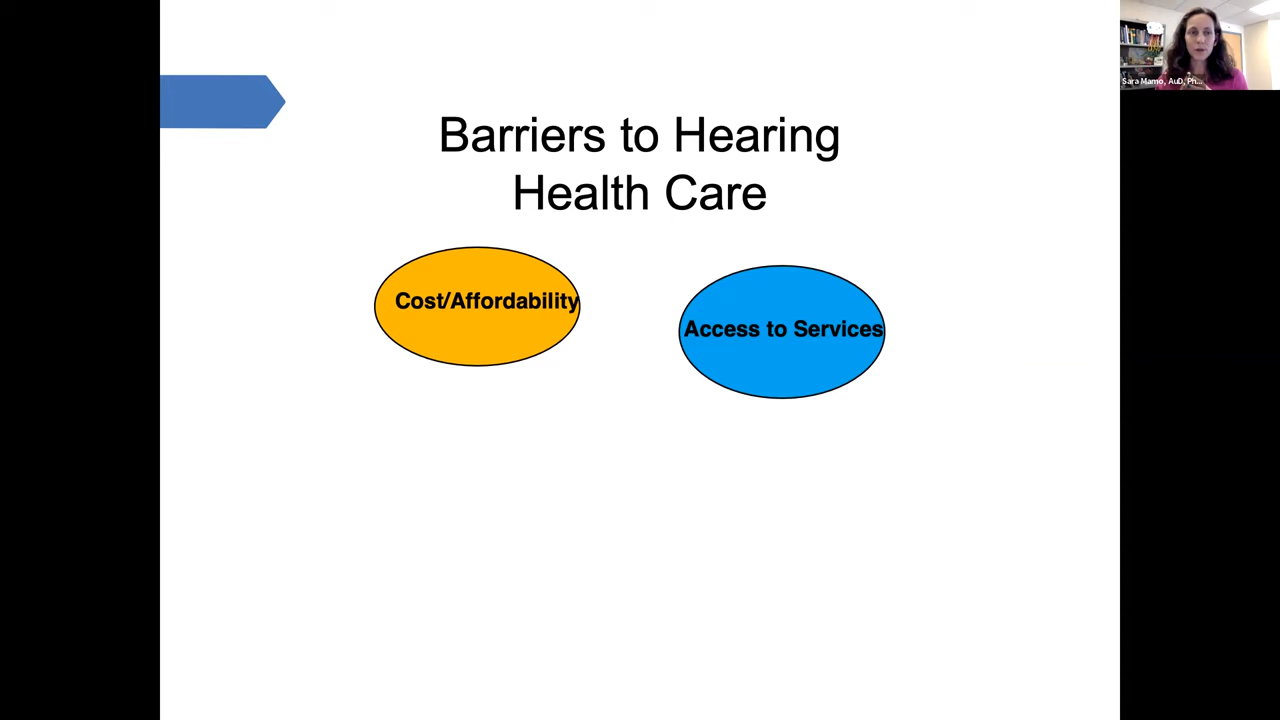 Barriers to Hearing
Health Care
Cost/Affordability
Access to Services
Sara Mamo, AuD, Ph...